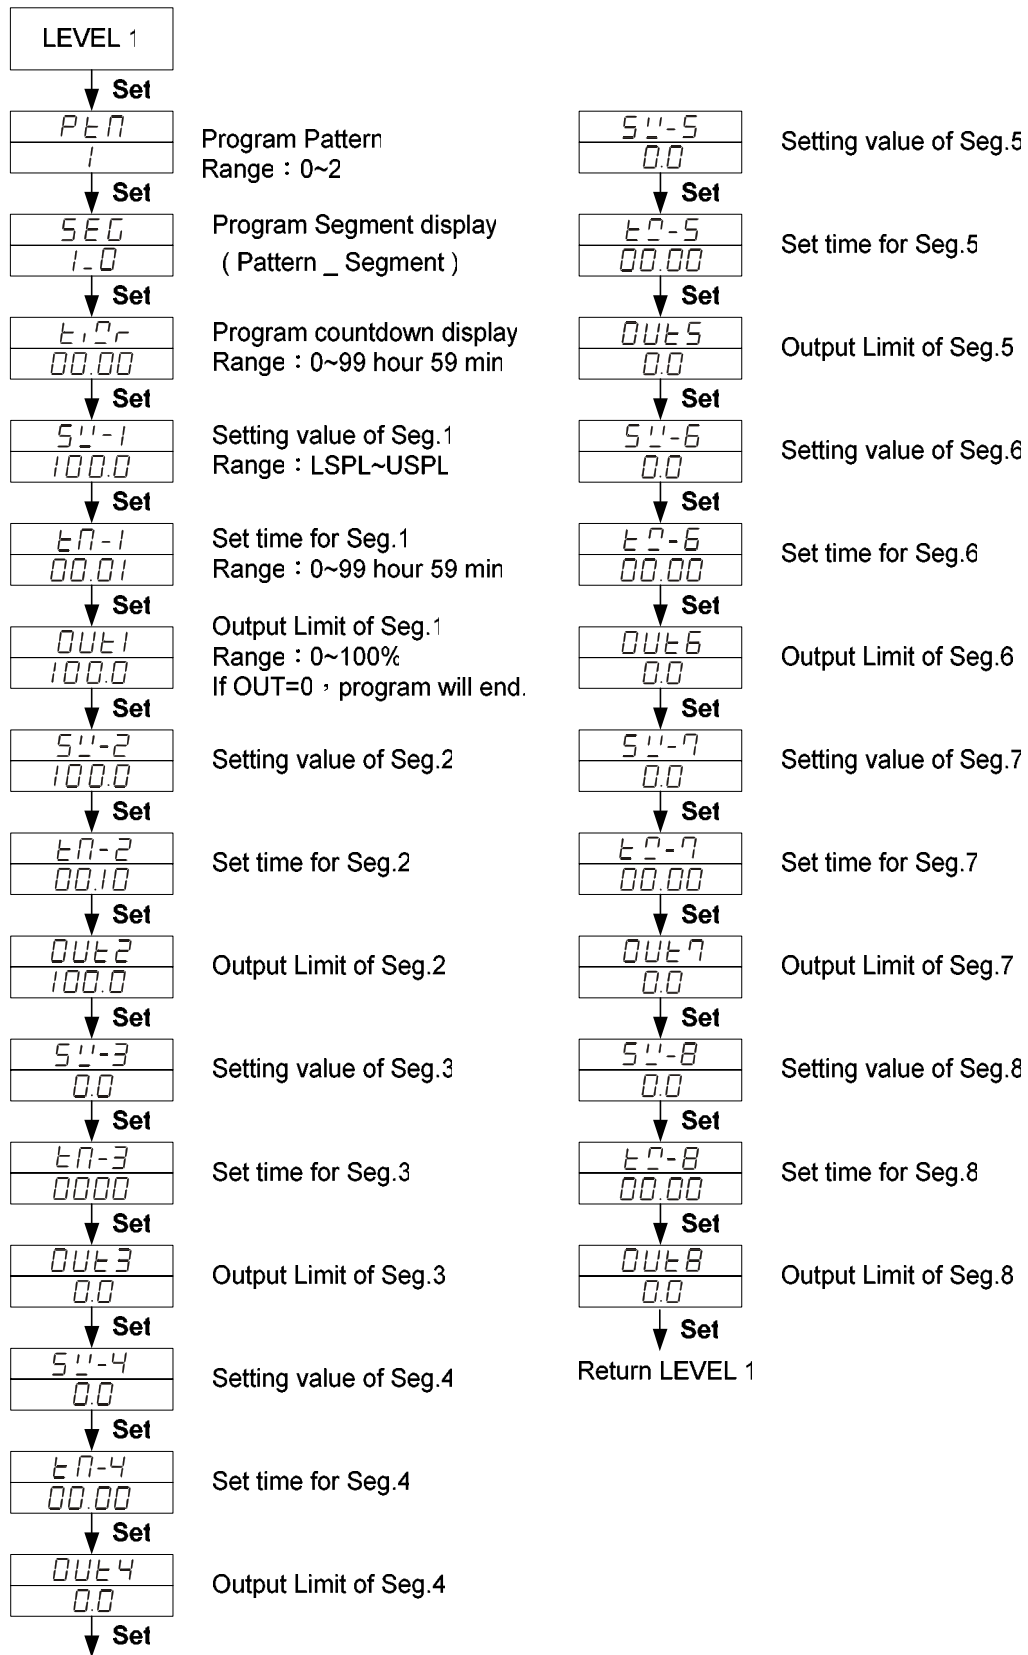 LEVEL 1
Set
PtM
1
Program Pattern
Range：0~2
Set
SEG
1_0
Program Segment display
( Pattern _ Segment )
Set
tiMr
00.00
Program countdown display
Range：0~99 hour 59 min
Set
SV-1
100.0
Setting value of Seg.1
Range：LSPL~USPL
Set
tM-1
00.01
Set time for Seg.1
Range：0~99 hour 59 min
Set
OUt1
100.0
Output Limit of Seg.1
Range：0~100%
If OUT=0，program will end.
Set
SV-2
100.0
Setting value of Seg.2
Set
tM-2
00.10
Set time for Seg.2
Set
OUt2
100.0
Output Limit of Seg.2
Set
SV-3
0.0
Setting value of Seg.3
Set
tM-3
0000
Set time for Seg.3
Set
OUt3
0.0
Output Limit of Seg.3
Set
SV-4
0.0
Setting value of Seg.4
Set
tM-4
00.00
Set time for Seg.4
Set
OUt4
0.0
Output Limit of Seg.4
Set
SV-5
0.0
Setting value of Seg.5
Set
tM-5
00.00
Set time for Seg.5
Set
OUt5
0.0
Output Limit of Seg.5
Set
SV-6
0.0
Setting value of Seg.6
Set
tM-6
00.00
Set time for Seg.6
Set
OUt6
0.0
Output Limit of Seg.6
Set
SV-7
0.0
Setting value of Seg.7
Set
tM-7
00.00
Set time for Seg.7
Set
OUt7
0.0
Output Limit of Seg.7
Set
SV-8
0.0
Setting value of Seg.8
Set
tM-8
00.00
Set time for Seg.8
Set
OUt8
0.0
Output Limit of Seg.8
Set
Return LEVEL 1